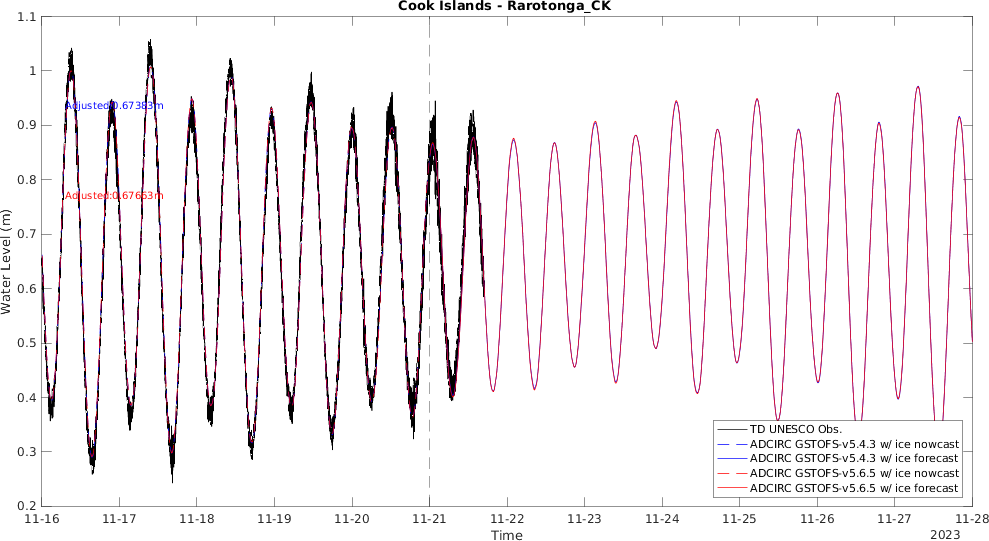 Cook Islands - Rarotonga_CK
1.1
1
0.9
0.8
0.7
0.6
0.5
0.4
0.3
0.2
Water Level (m)
Adjusted:0.67383m
Adjusted:0.67663m
TD UNESCO Obs.
ADCIRC GSTOFS-v5.4.3 w/ ice nowcast
ADCIRC GSTOFS-v5.4.3 w/ ice forecast
ADCIRC GSTOFS-v5.6.5 w/ ice nowcast
ADCIRC GSTOFS-v5.6.5 w/ ice forecast
11-16 11-17 11-18 11-19 11-20 11-21 11-22 11-23 11-24 11-25 11-26 11-27 11-28
Time
2023